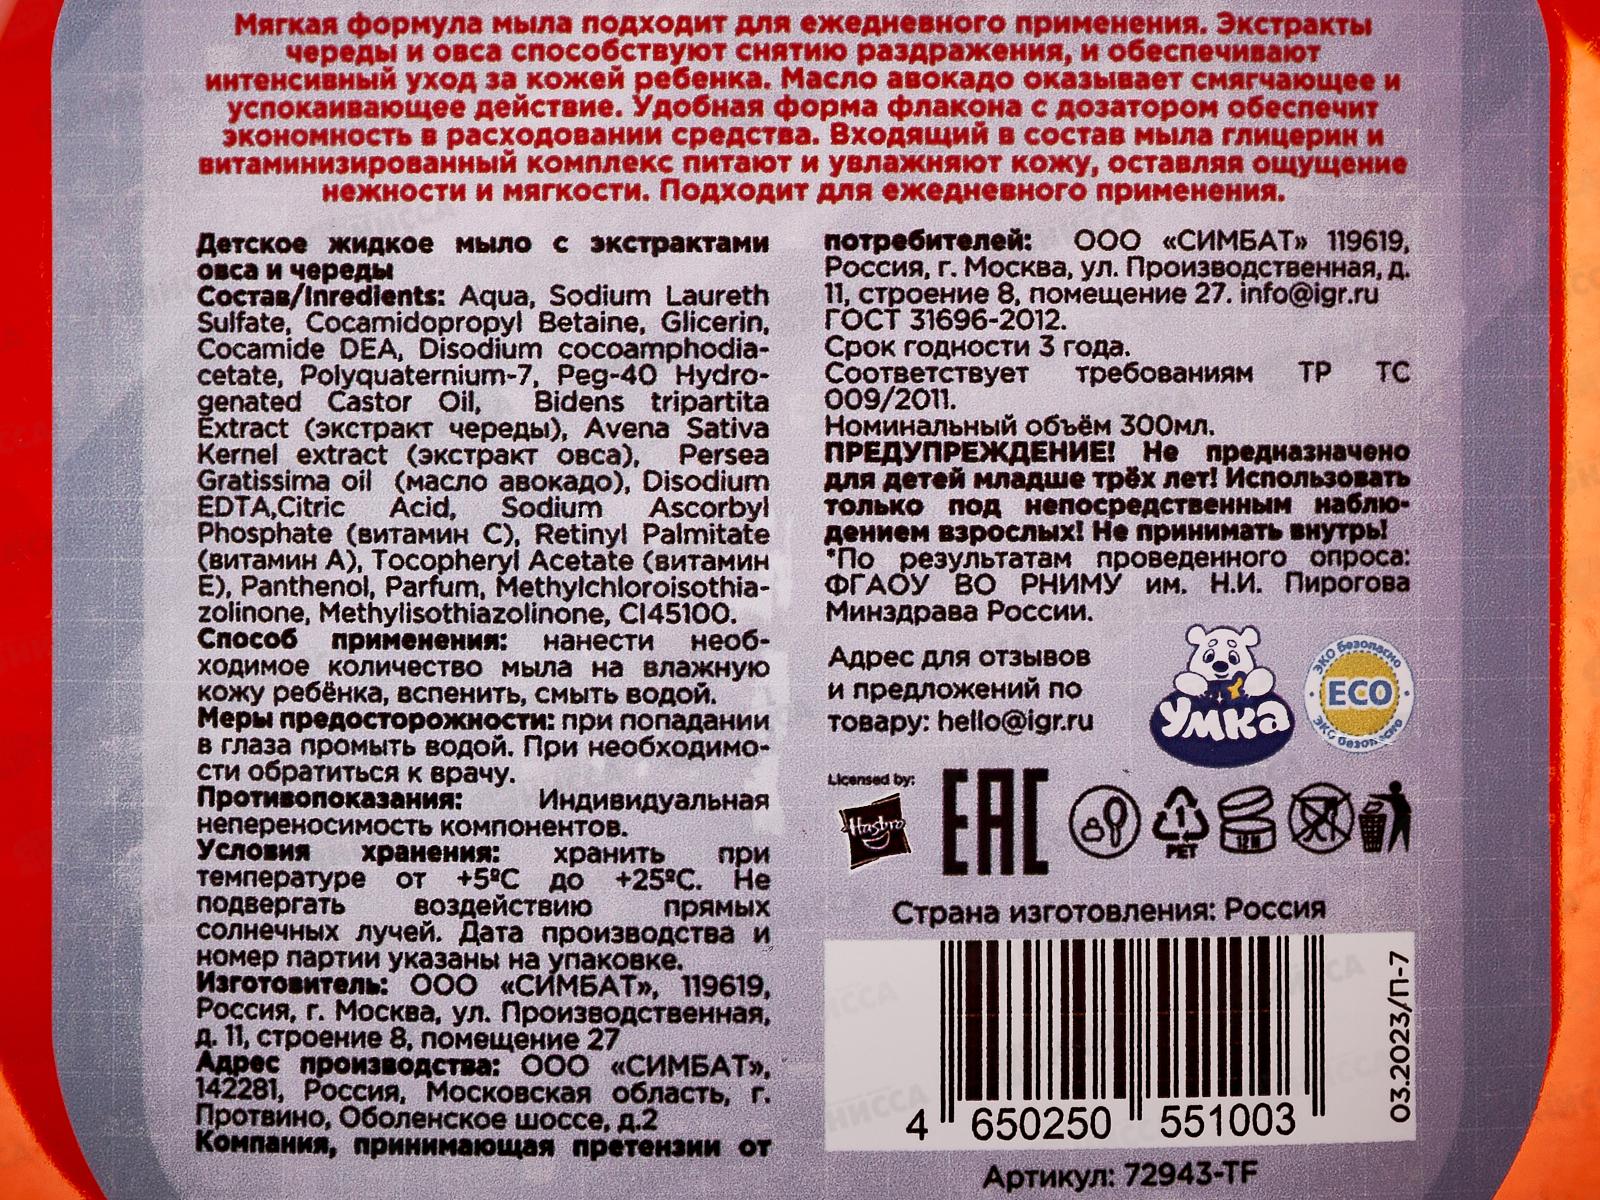 Мягкая формула мыла подходит для ежедневного применения. Экстракты
череды и овса способствуют снятию раздражения, и обеспечивают
интенсивный уход за кожей ребенка. Масло авокадо оказывает смягчающее и
успокаивающее действие. Удобная форма флакона с дозатором обеспечит
экономность в расходовании средства. Входящий в состав мыла глицерин и
витаминизированный комплекс питают и увлажняют кожу, оставляя ощущение
нежности и мягкости. Подходит для ежедневного применения.
Детское жидкое мыло с экстрактами
овса и череды
Состав/Inredients: Aqua, Sodium Laureth
Sulfate, Cocamidopropyl Betaine, Glicerin,
Cocamide DEA, Disodium cocoamphodia-
cetate, Polyquaternium-7, Peg-40 Hydro-
genated Castor Oil, Bidens tripartita
Extract (экстракт череды), Avena Sativa
Kernel extract (экстракт овса), Persea
Gratissima oil (масло авокадо), Disodium
EDTA,Citric Acid, Sodium Ascorbyl
Phosphate (витамин С), Retinyl Palmitate
(витамин А), Tocopheryl Acetate (витамин
Е), Panthenol, Parfum, Methylchloroisothia-
zolinone, Methylisothiazolinone, CI45100.
Способ применения: нанести необ-
ходимое количество мыла на влажную
кожу ребёнка, вспенить, смыть водой.
Меры предосторожности: при попадании
в глаза промыть водой. При необходимо-
сти обратиться к врачу.
Противопоказания: Индивидуальная
непереносимость компонентов.
Условия хранения: хранить при
температуре от +5ºС до +25ºС. Не
подвергать воздействию прямых
солнечных лучей. Дата производства и
номер партии указаны на упаковке.
Изготовитель: ООО «СИМБАТ», 119619,
Россия, г. Москва, ул. Производственная,
д. 11, строение 8, помещение 27
Адрес производства: ООО «СИМБАТ»,
142281, Россия, Московская область, г.
Протвино, Оболенское шоссе, д.2
Компания, принимающая претензии от
потребителей: ООО «СИМБАТ» 119619,
Россия, г. Москва, ул. Производственная, д.
11, строение 8, помещение 27. info@igr.ru
ГОСТ 31696-2012.
Срок годности 3 года.
Соответствует требованиям ТР ТС
009/2011.
Номинальный объём 300мл.
ПРЕДУПРЕЖДЕНИЕ! Не предназначено
для детей младше трёх лет! Использовать
только под непосредственным наблю-
дением взрослых! Не принимать внутрь!
*По результатам проведенного опроса:
ФГАОУ ВО РНИМУ им. Н.И. Пирогова
Минздрава России.
Адрес для отзывов
и предложений по
товару: hello@igr.ru
умка
ЭКО безопасно
ECO
ЭКО безопасно
Licensed by:
Hasbro
EAC
1
PET
12M
Страна изготовления: Россия
03.2023/П-7
4 650250 551003
Артикул: 72943-TF